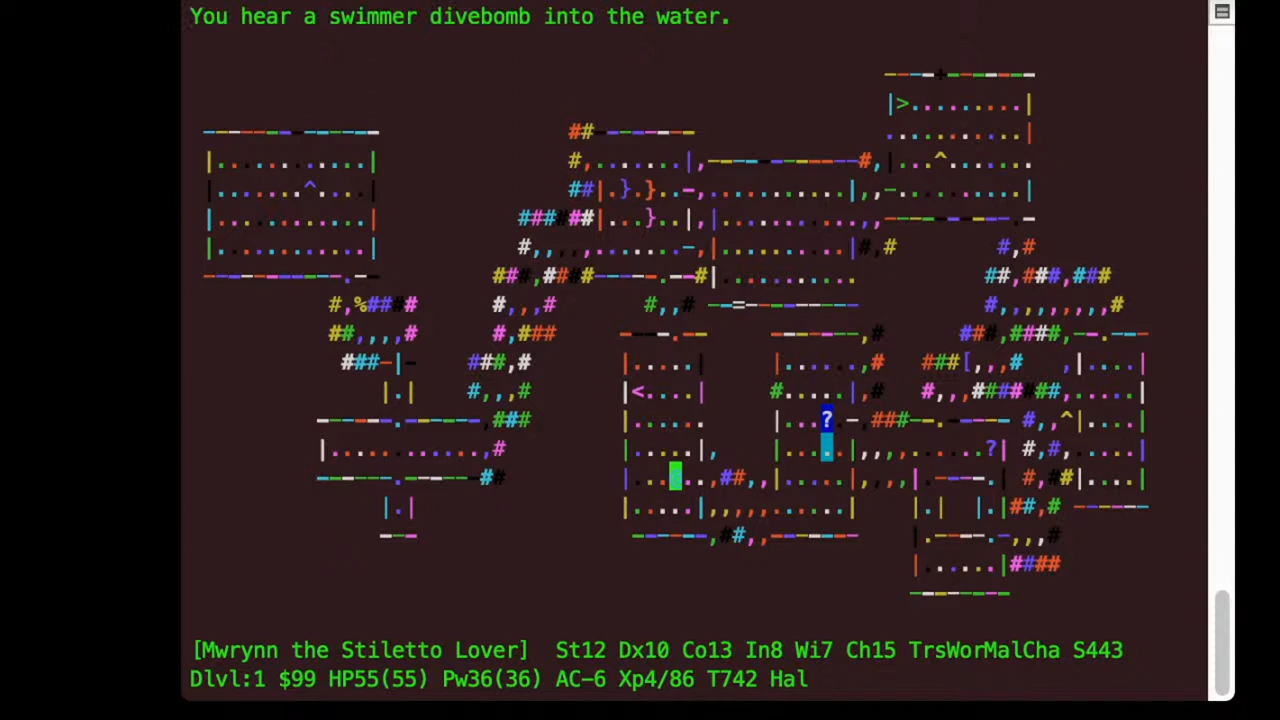 You hear a swimmer divebomb into the water.
[Mwrynn the Stiletto Lover] St12 Dx10 Co13 In8 Wi7 Ch15 TrsWorMalCha S443
Dlvl:1 $99 HP55(55) Pw36(36) AC-6 Xp4/86 T742 Hal